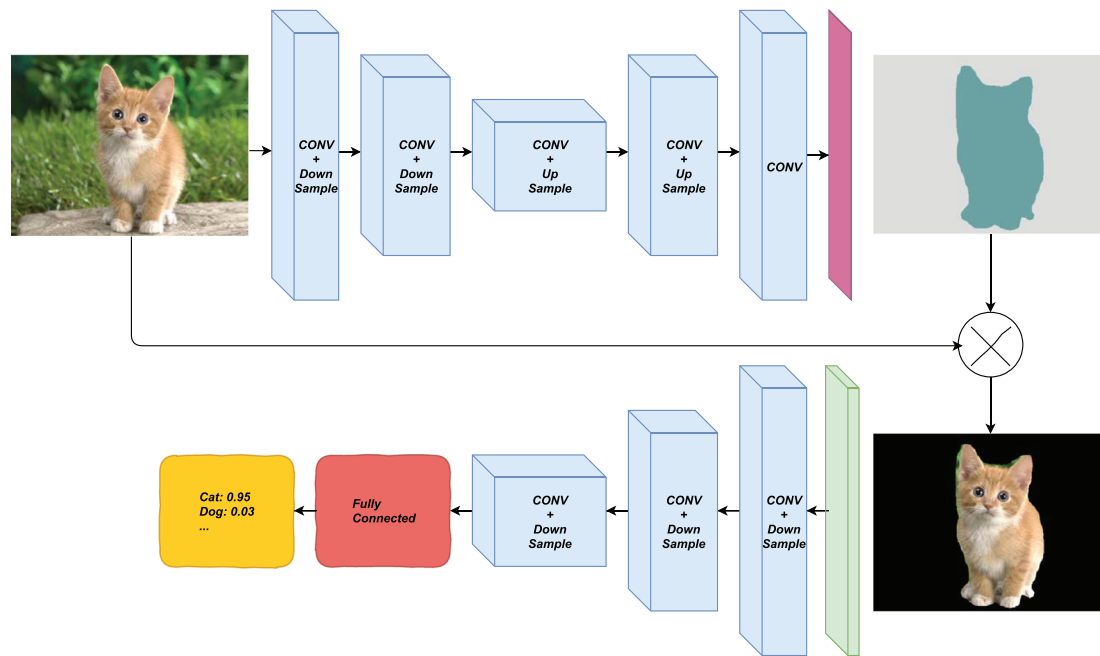 CONV
+
Down
Sample
CONV
+
Down
Sample
CONV
+
Up
Sample
CONV
+
Up
Sample
CONV
Cat: 0.95
Dog: 0.03
...
Fully
Connected
CONV
+
Down
Sample
CONV
+
Down
Sample
CONV
+
Down
Sample